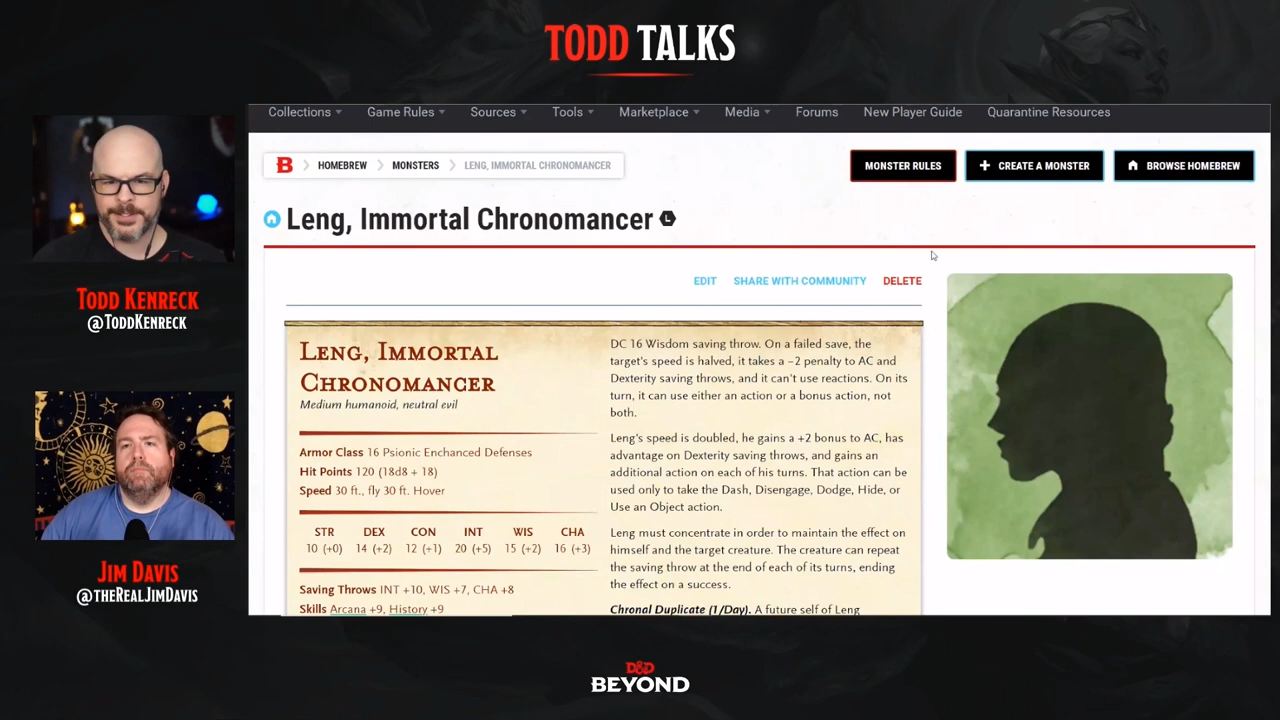 TODD TALKS
Collections Game Rules Sources Tools Marketplace Media Forums New Player Guide Quarantine Resources
B HOMEBREW MONSTERS LENG, IMMORTAL CHRONOMANCER
MONSTER RULES + CREATE A MONSTER BROWSE HOMEBREW
Leng, Immortal Chronomancer L
EDIT SHARE WITH COMMUNITY DELETE
Leng, Immortal
Chronomancer
Medium humanoid, neutral evil
Armor Class 16 Psionic Enchanced Defenses
Hit Points 120 (18d8 + 18)
Speed 30 ft., fly 30 ft. Hover
STR DEX CON INT WIS CHA
10 (+0) 14 (+2) 12 (+1) 20 (+5) 15 (+2) 16 (+3)
Saving Throws INT +10, WIS +7, CHA +8
Skills Arcana +9, History +9
DC 16 Wisdom saving throw. On a failed save, the
target's speed is halved, it takes a −2 penalty to AC and
Dexterity saving throws, and it can't use reactions. On its
turn, it can use either an action or a bonus action, not
both.
Leng's speed is doubled, he gains a +2 bonus to AC, has
advantage on Dexterity saving throws, and gains an
additional action on each of his turns. That action can be
used only to take the Dash, Disengage, Dodge, Hide, or
Use an Object action.
Leng must concentrate in order to maintain the effect on
himself and the target creature. The creature can repeat
the saving throw at the end of each of its turns, ending
the effect on a success.
Chronal Duplicate (1/Day). A future self of Leng
Todd Kenreck
@ToddKenreck
Jim Davis
@theRealJimDavis
D&D
BEYOND